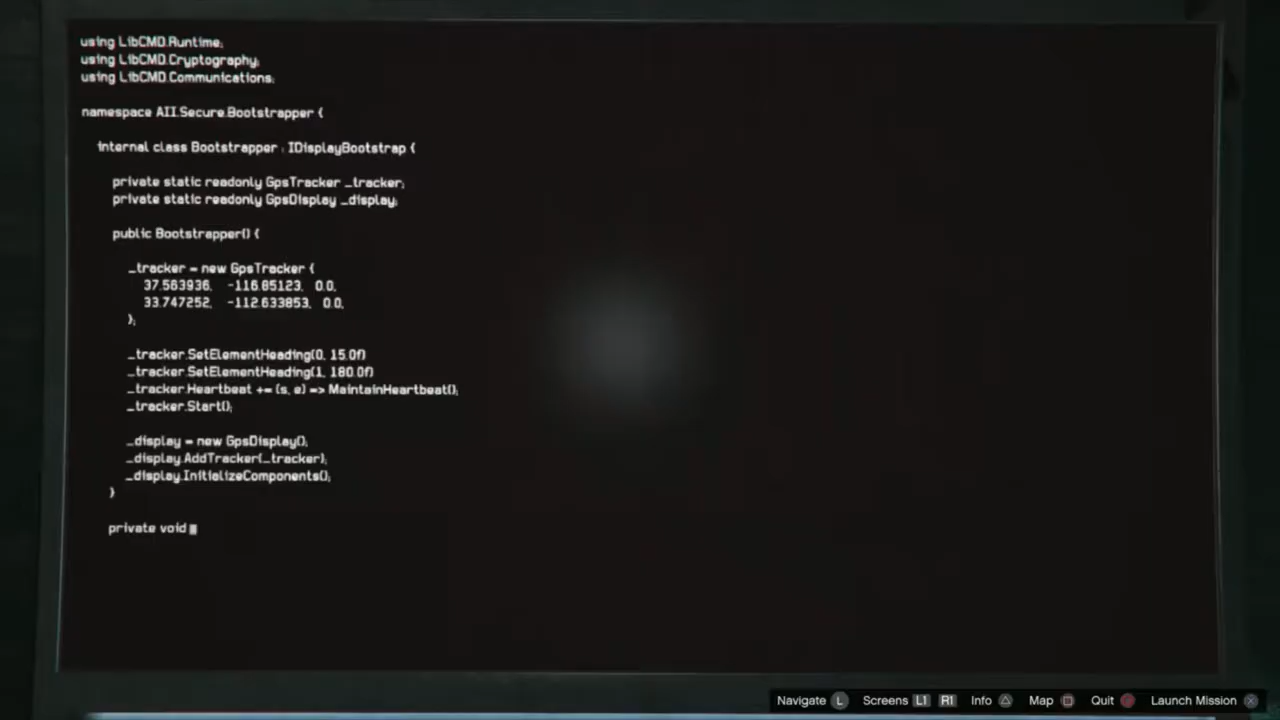 using LibCMD.Runtime;
using LibCMD.Cryptography;
using LibCMD.Communications;
namespace AII.Secure.Bootstrapper {
internal class Bootstrapper : IDisplayBootstrap {
private static readonly GpsTracker _tracker;
private static readonly GpsDisplay _display;
public Bootstrapper() {
_tracker = new GpsTracker {
37.563936, -116.85123, 0.0,
33.747252, -112.633853, 0.0,
};
_tracker.SetElementHeading(0, 15.0f)
_tracker.SetElementHeading(1, 180.0f)
_tracker.Heartbeat += (s, e) => MaintainHeartbeat();
_tracker.Start();
_display = new GpsDisplay();
_display.AddTracker(_tracker);
_display.InitializeComponents();
}
private void
Navigate L Screens L1 R1 Info Map Quit Launch Mission